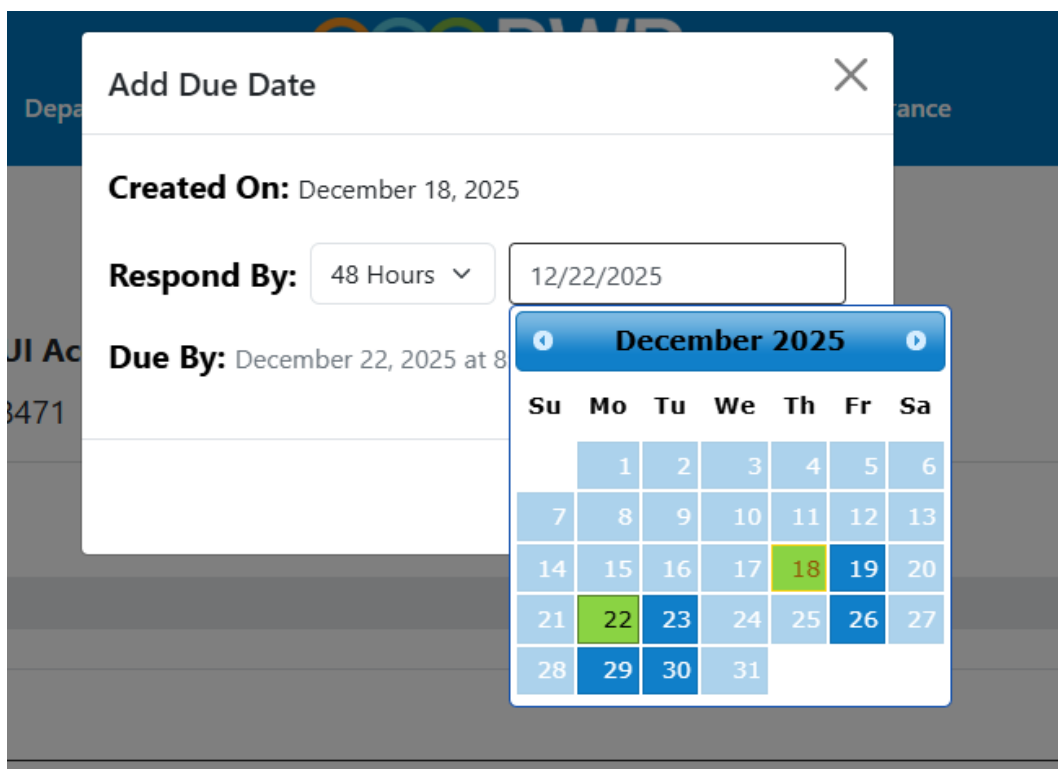 DWD
Add Due Date
Depa
rance
Created On: December 18, 2025
Respond By: 48 Hours 12/22/2025
UI Ac
Due By: December 22, 2025 at 8
3471
December 2025
Su Mo Tu We Th Fr Sa
1 2 3 4 5 6
7 8 9 10 11 12 13
14 15 16 17 18 19 20
21 22 23 24 25 26 27
28 29 30 31